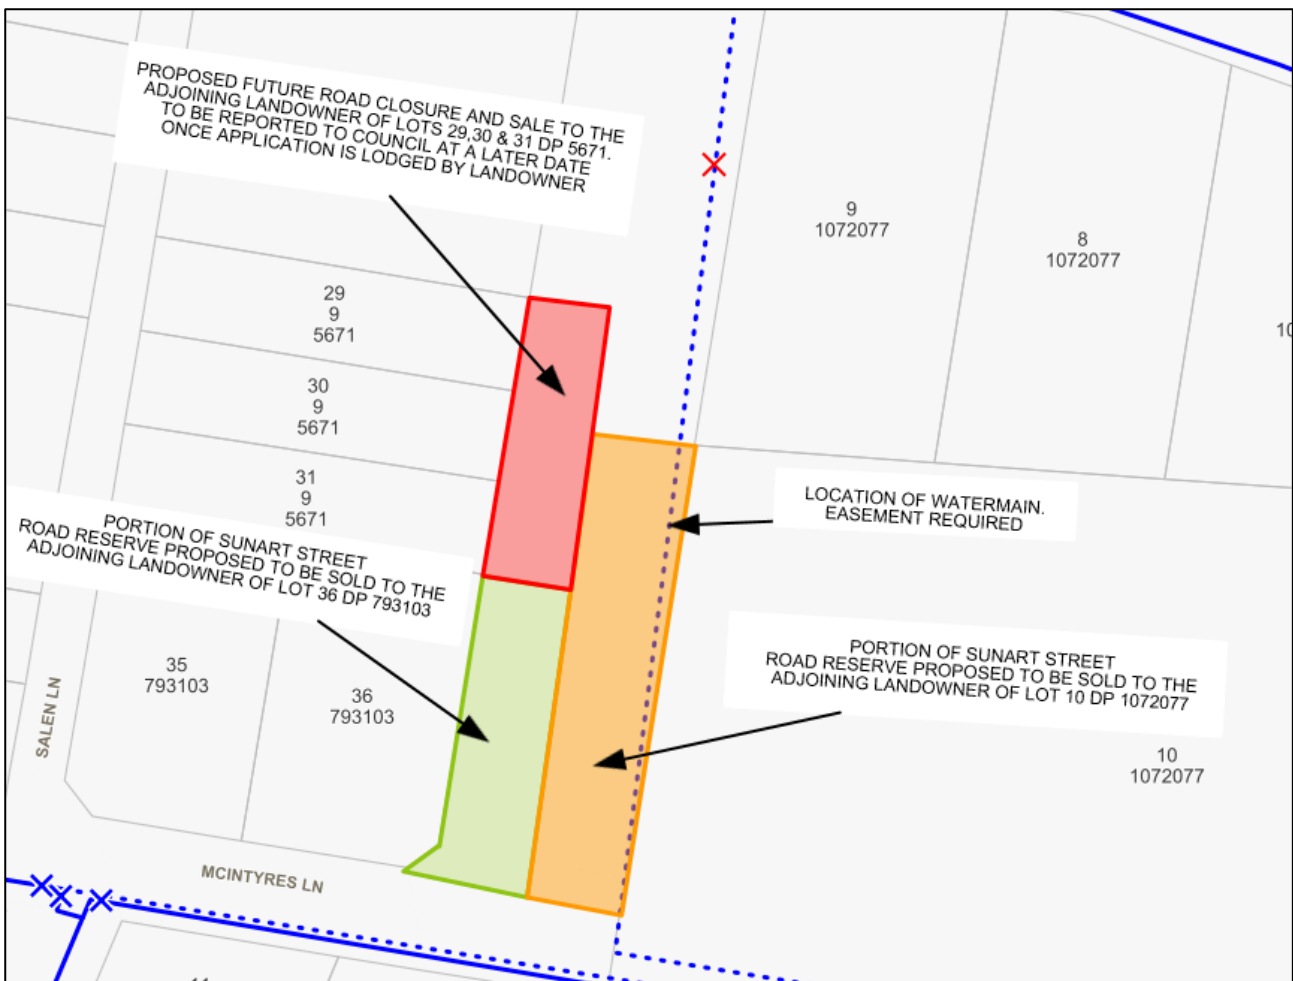 PROPOSED FUTURE ROAD CLOSURE AND SALE TO THE
ADJOINING LANDOWNER OF LOTS 29,30 & 31 DP 5671.
TO BE REPORTED TO COUNCIL AT A LATER DATE
ONCE APPLICATION IS LODGED BY LANDOWNER
9
1072077
8
1072077
10
29
9
5671
30
9
5671
31
9
5671
LOCATION OF WATERMAIN.
EASEMENT REQUIRED
PORTION OF SUNART STREET
ROAD RESERVE PROPOSED TO BE SOLD TO THE
ADJOINING LANDOWNER OF LOT 36 DP 793103
PORTION OF SUNART STREET
ROAD RESERVE PROPOSED TO BE SOLD TO THE
ADJOINING LANDOWNER OF LOT 10 DP 1072077
35
793103
36
793103
SALEN LN
10
1072077
MCINTYRES LN